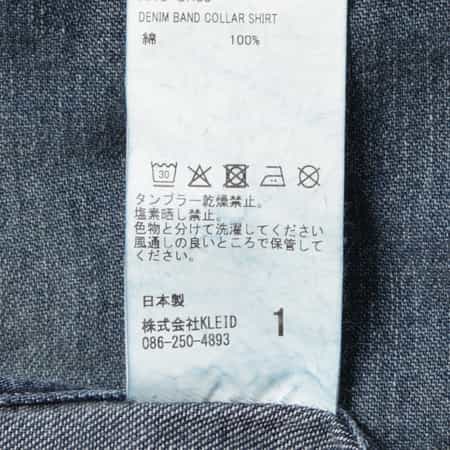 DENIM BAND COLLAR SHIRT
綿 100%
30
タンブラー乾燥禁止。
塩素晒し禁止。
色物と分けて洗濯してください
風通しの良いところで保管して
ください。
日本製
株式会社KLEID 1
086-250-4893